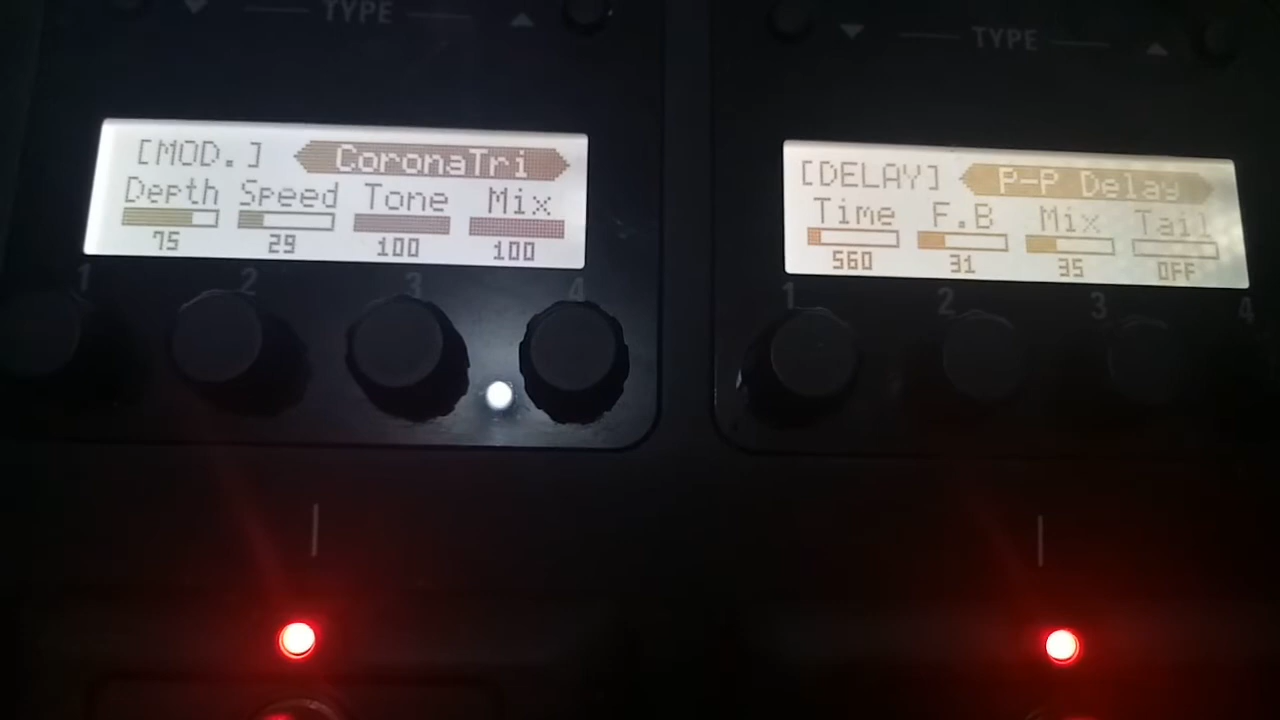 TYPE
[MOD.] CoronaTri
Depth Speed Tone Mix
75 29 100 100
1 2 3 4
TYPE
[DELAY] P-P Delay
Time F.B Mix Tail
560 31 35 OFF
1 2 3 4